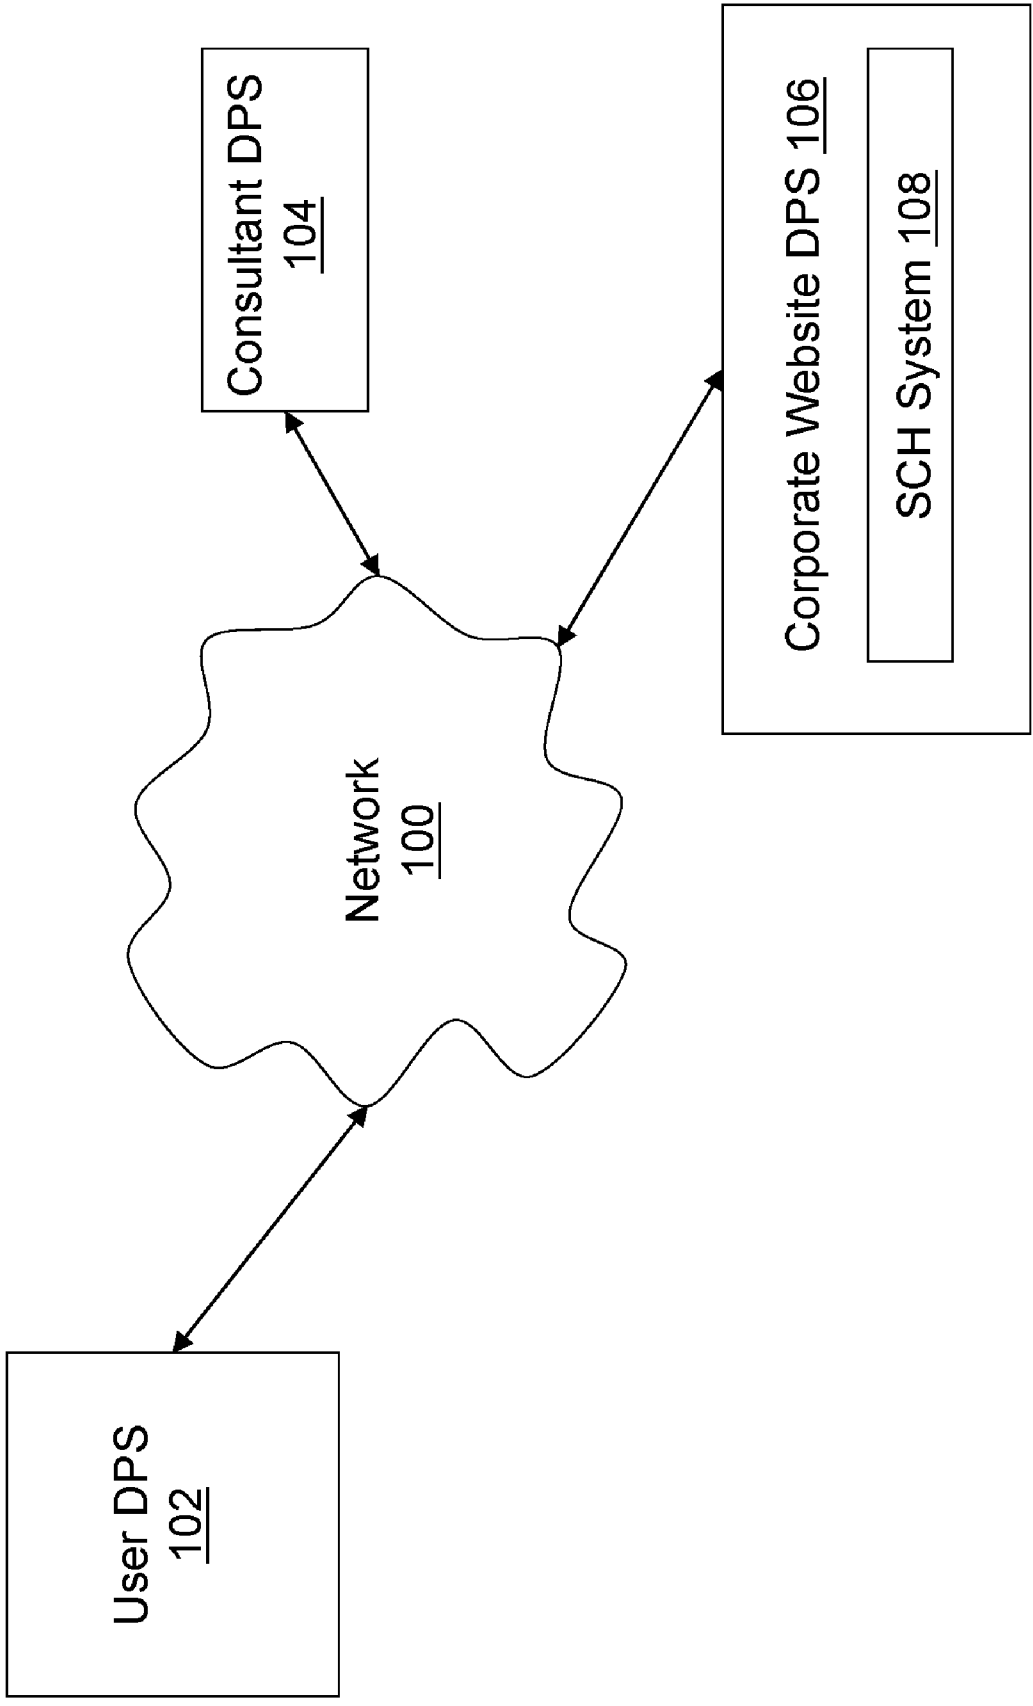 User DPS
102
Network
100
Consultant DPS
104
Corporate Website DPS 106
SCH System 108